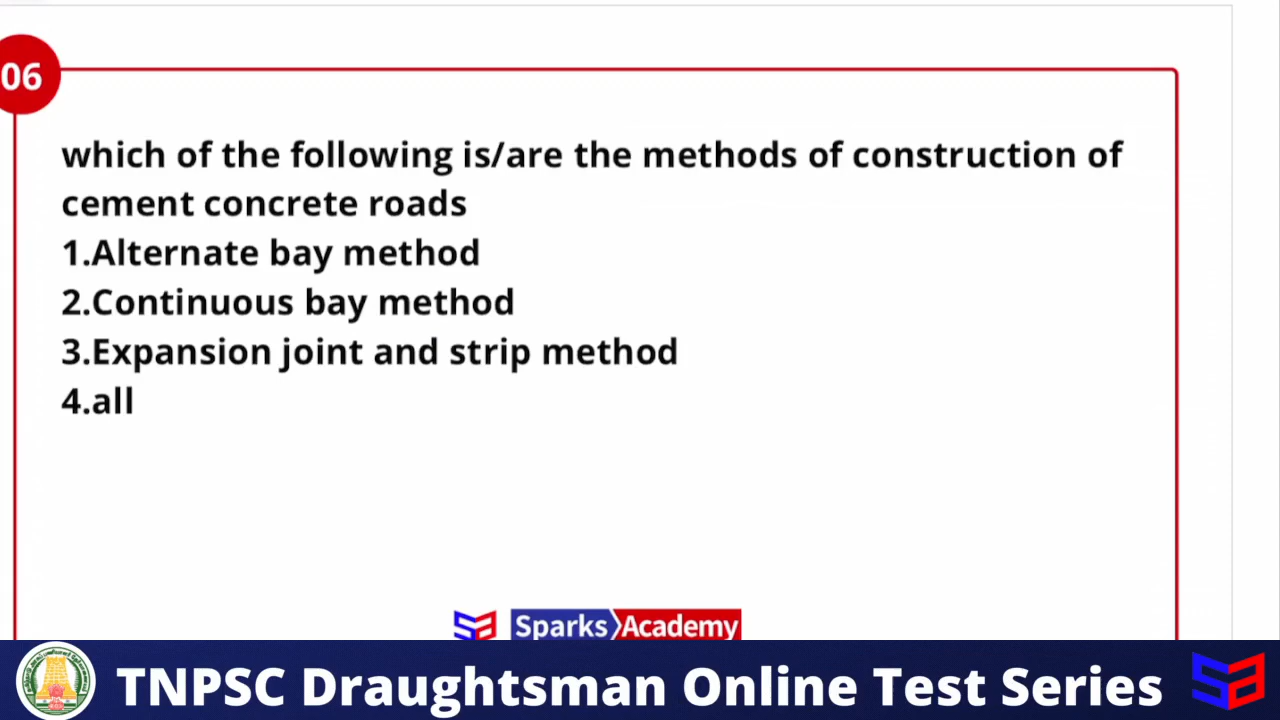 06
which of the following is/are the methods of construction of
cement concrete roads
1.Alternate bay method
2.Continuous bay method
3.Expansion joint and strip method
4.all
Sparks Academy
TNPSC Draughtsman Online Test Series